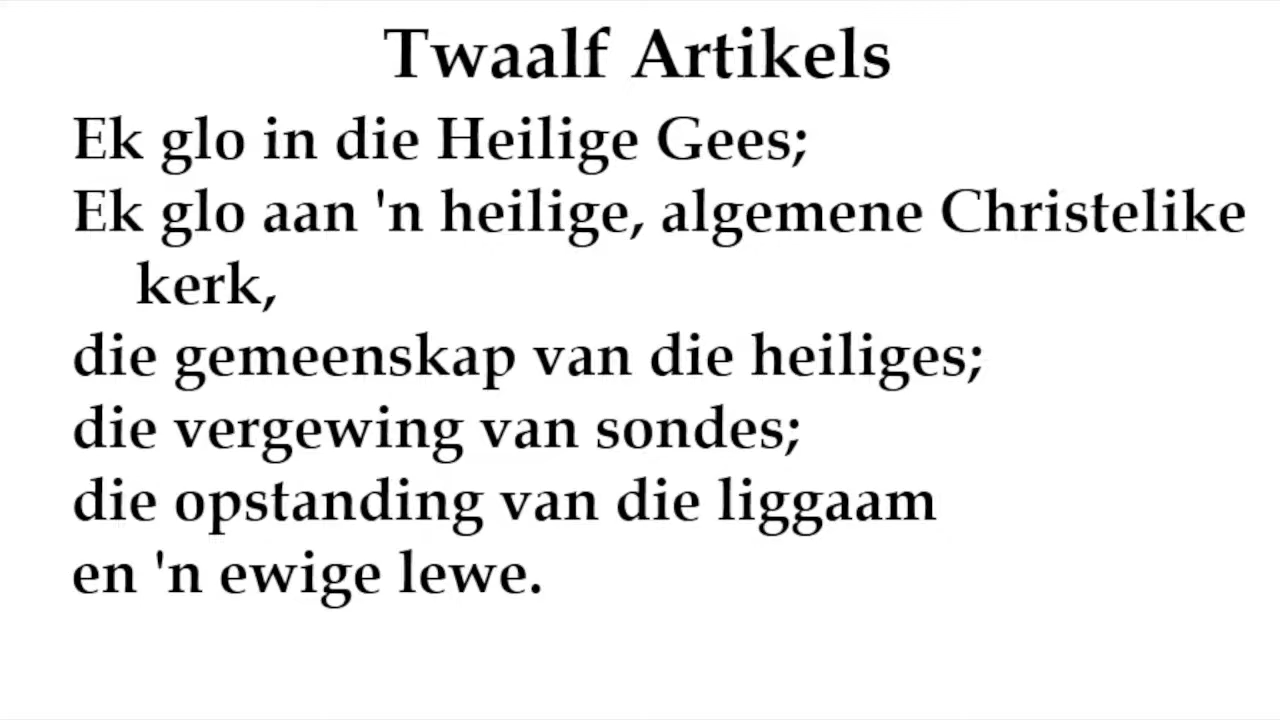 Twaalf Artikels
Ek glo in die Heilige Gees;
Ek glo aan 'n heilige, algemene Christelike
kerk,
die gemeenskap van die heiliges;
die vergewing van sondes;
die opstanding van die liggaam
en 'n ewige lewe.